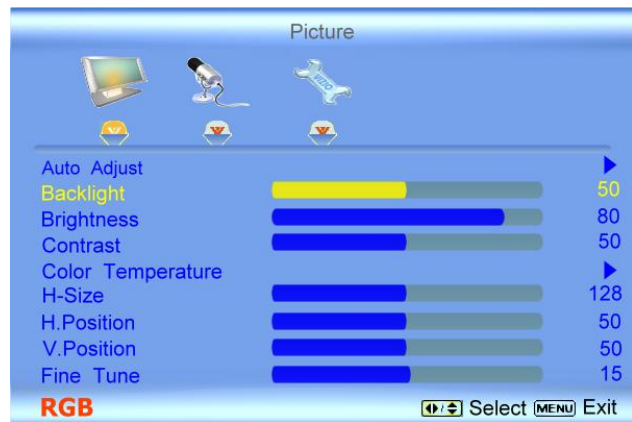 Picture
VIZIO
Auto Adjust
Backlight 50
Brightness 80
Contrast 50
Color Temperature
H-Size 128
H.Position 50
V.Position 50
Fine Tune 15
RGB Select MENU Exit